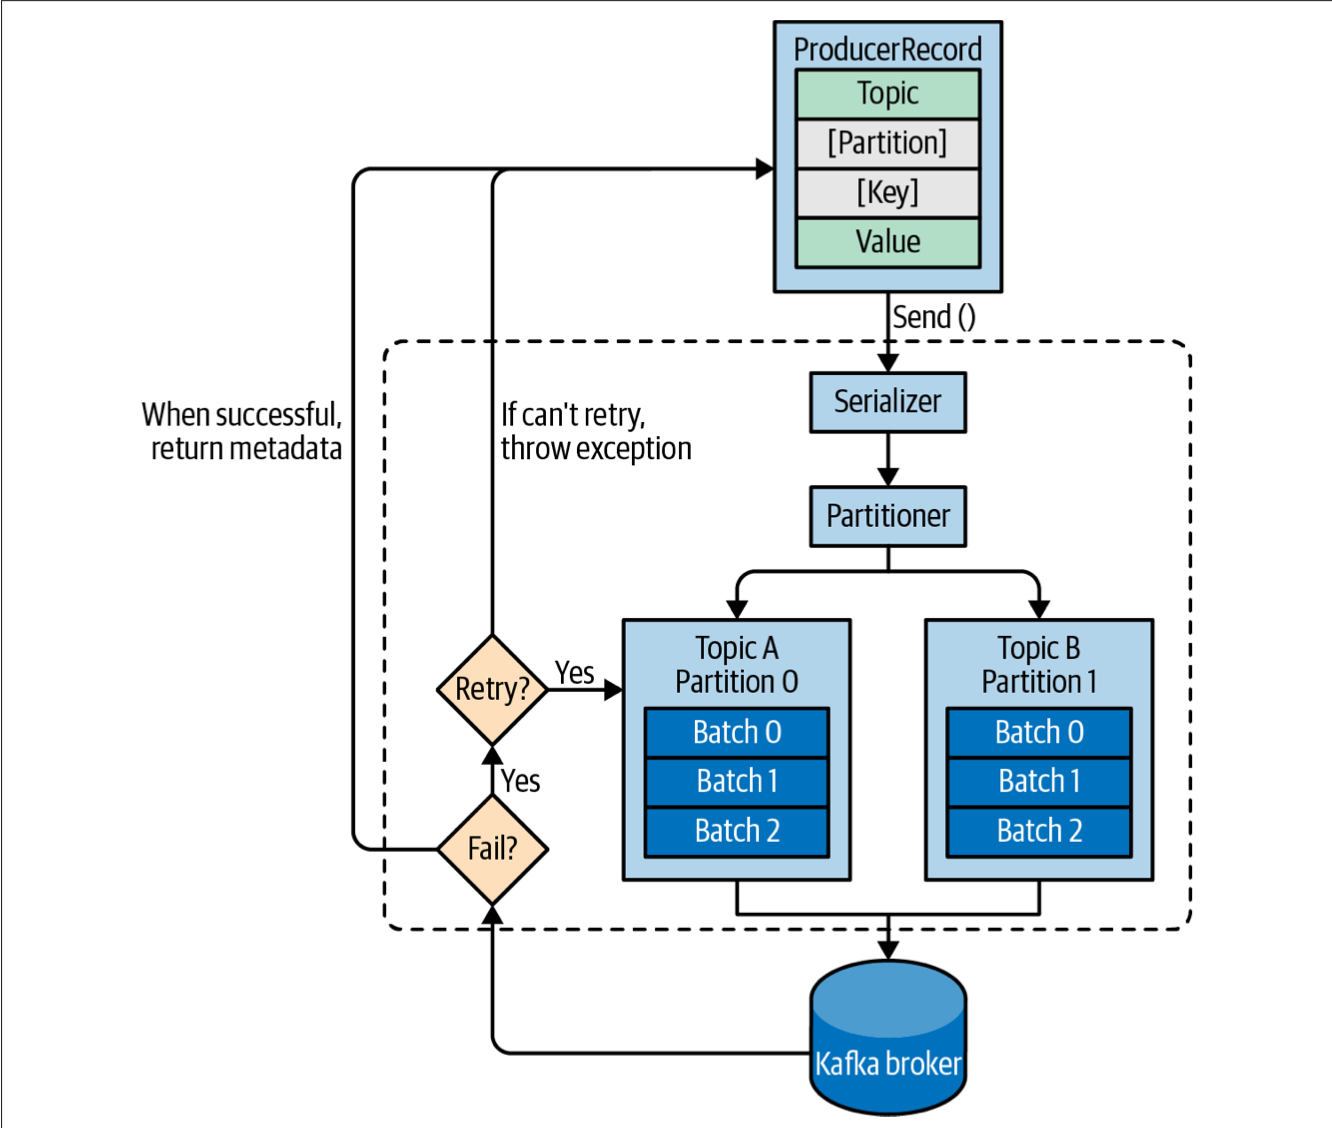 ProducerRecord
Topic
[Partition]
[Key]
Value
Send ()
Serializer
When successful,
return metadata
If can't retry,
throw exception
Partitioner
Topic A
Partition 0
Topic B
Partition 1
Retry?
Yes
Batch 0
Batch 1
Batch 2
Batch 0
Batch 1
Batch 2
Yes
Fail?
Kafka broker